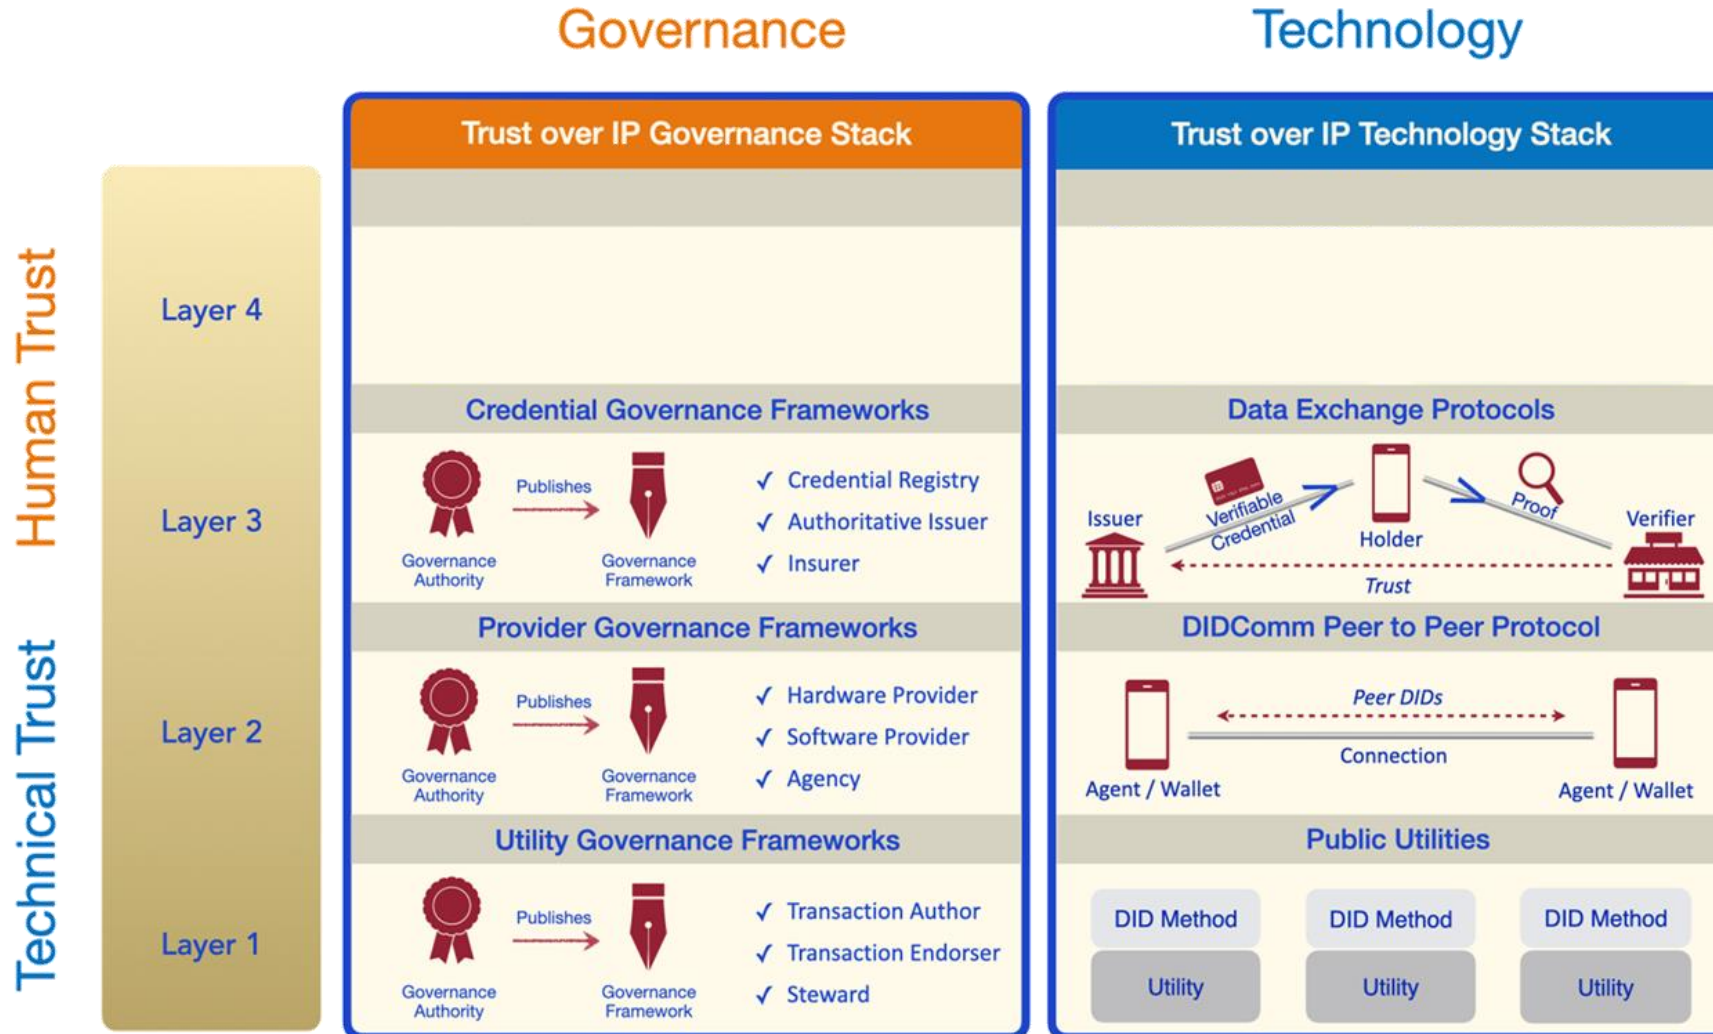 Governance
Technology
Trust over IP Governance Stack
Trust over IP Technology Stack
Human Trust
Technical Trust
Layer 4
Layer 3
Layer 2
Layer 1
Credential Governance Frameworks
Governance
Authority
Publishes
Governance
Framework
✓ Credential Registry
✓ Authoritative Issuer
✓ Insurer
Data Exchange Protocols
Issuer
Verifiable
Credential
Holder
Proof
Verifier
Trust
Provider Governance Frameworks
Governance
Authority
Publishes
Governance
Framework
✓ Hardware Provider
✓ Software Provider
✓ Agency
DIDComm Peer to Peer Protocol
Peer DIDs
Connection
Agent / Wallet
Agent / Wallet
Utility Governance Frameworks
Governance
Authority
Publishes
Governance
Framework
✓ Transaction Author
✓ Transaction Endorser
✓ Steward
Public Utilities
DID Method
DID Method
DID Method
Utility
Utility
Utility